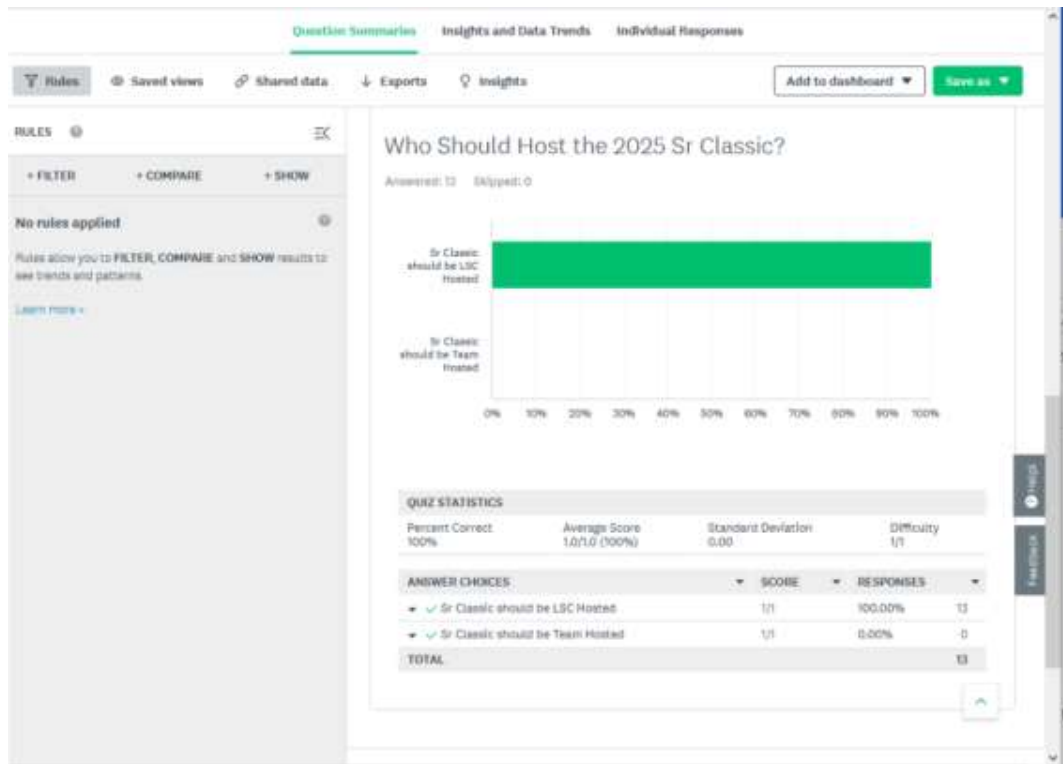 Question Summaries Insights and Data Trends Individual Responses
Rules Saved views Shared data Exports Insights Add to dashboard Save as
RULES
+ FILTER + COMPARE + SHOW
No rules applied
Rules allow you to FILTER, COMPARE and SHOW results to
see trends and patterns.
Learn more »
Who Should Host the 2025 Sr Classic?
Answered: 13 Skipped: 0
Sr Classic
should be LSC
Hosted
Sr Classic
should be Team
Hosted
0% 10% 20% 30% 40% 50% 60% 70% 80% 90% 100%
QUIZ STATISTICS
Percent Correct Average Score Standard Deviation Difficulty
100% 1.0/1.0 (100%) 0.00 1/1
ANSWER CHOICES SCORE RESPONSES
Sr Classic should be LSC Hosted 1/1 100.00% 13
Sr Classic should be Team Hosted 1/1 0.00% 0
TOTAL 13
Help
Feedback